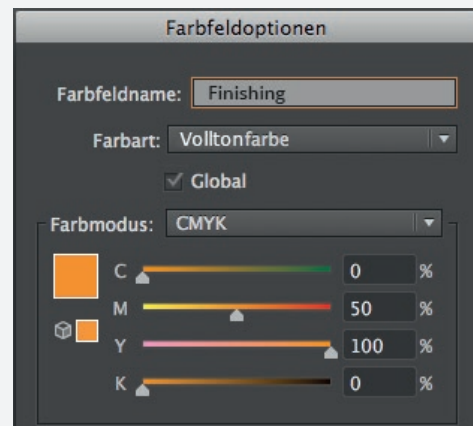 Farbfeldoptionen
Farbfeldname: Finishing
Farbart: Volltonfarbe
Global
Farbmodus: CMYK
C 0 %
M 50 %
Y 100 %
K 0 %